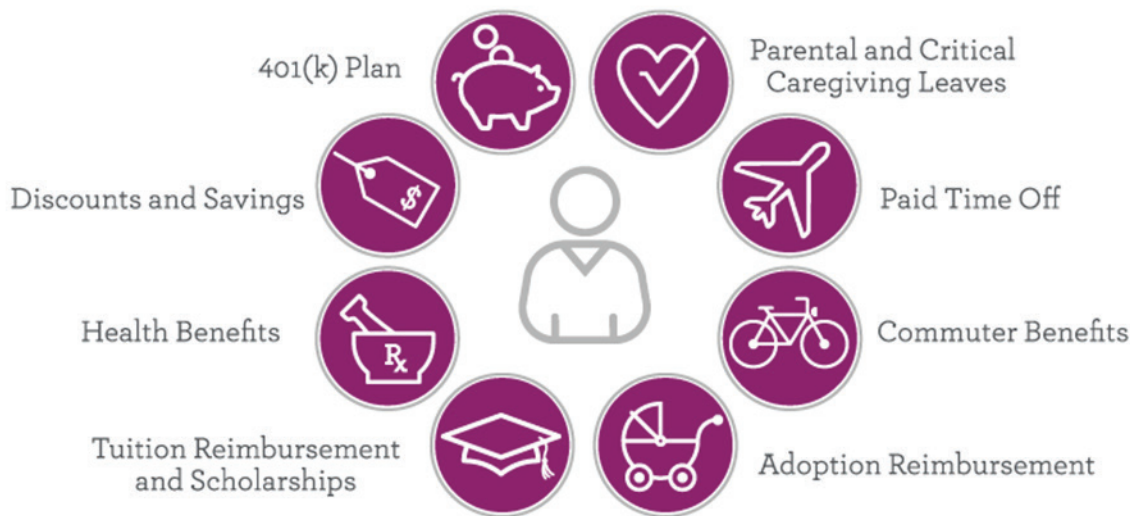 401(k) Plan
Parental and Critical
Caregiving Leaves
Discounts and Savings
$
Paid Time Off
Health Benefits
Rx
Commuter Benefits
Tuition Reimbursement
and Scholarships
Adoption Reimbursement